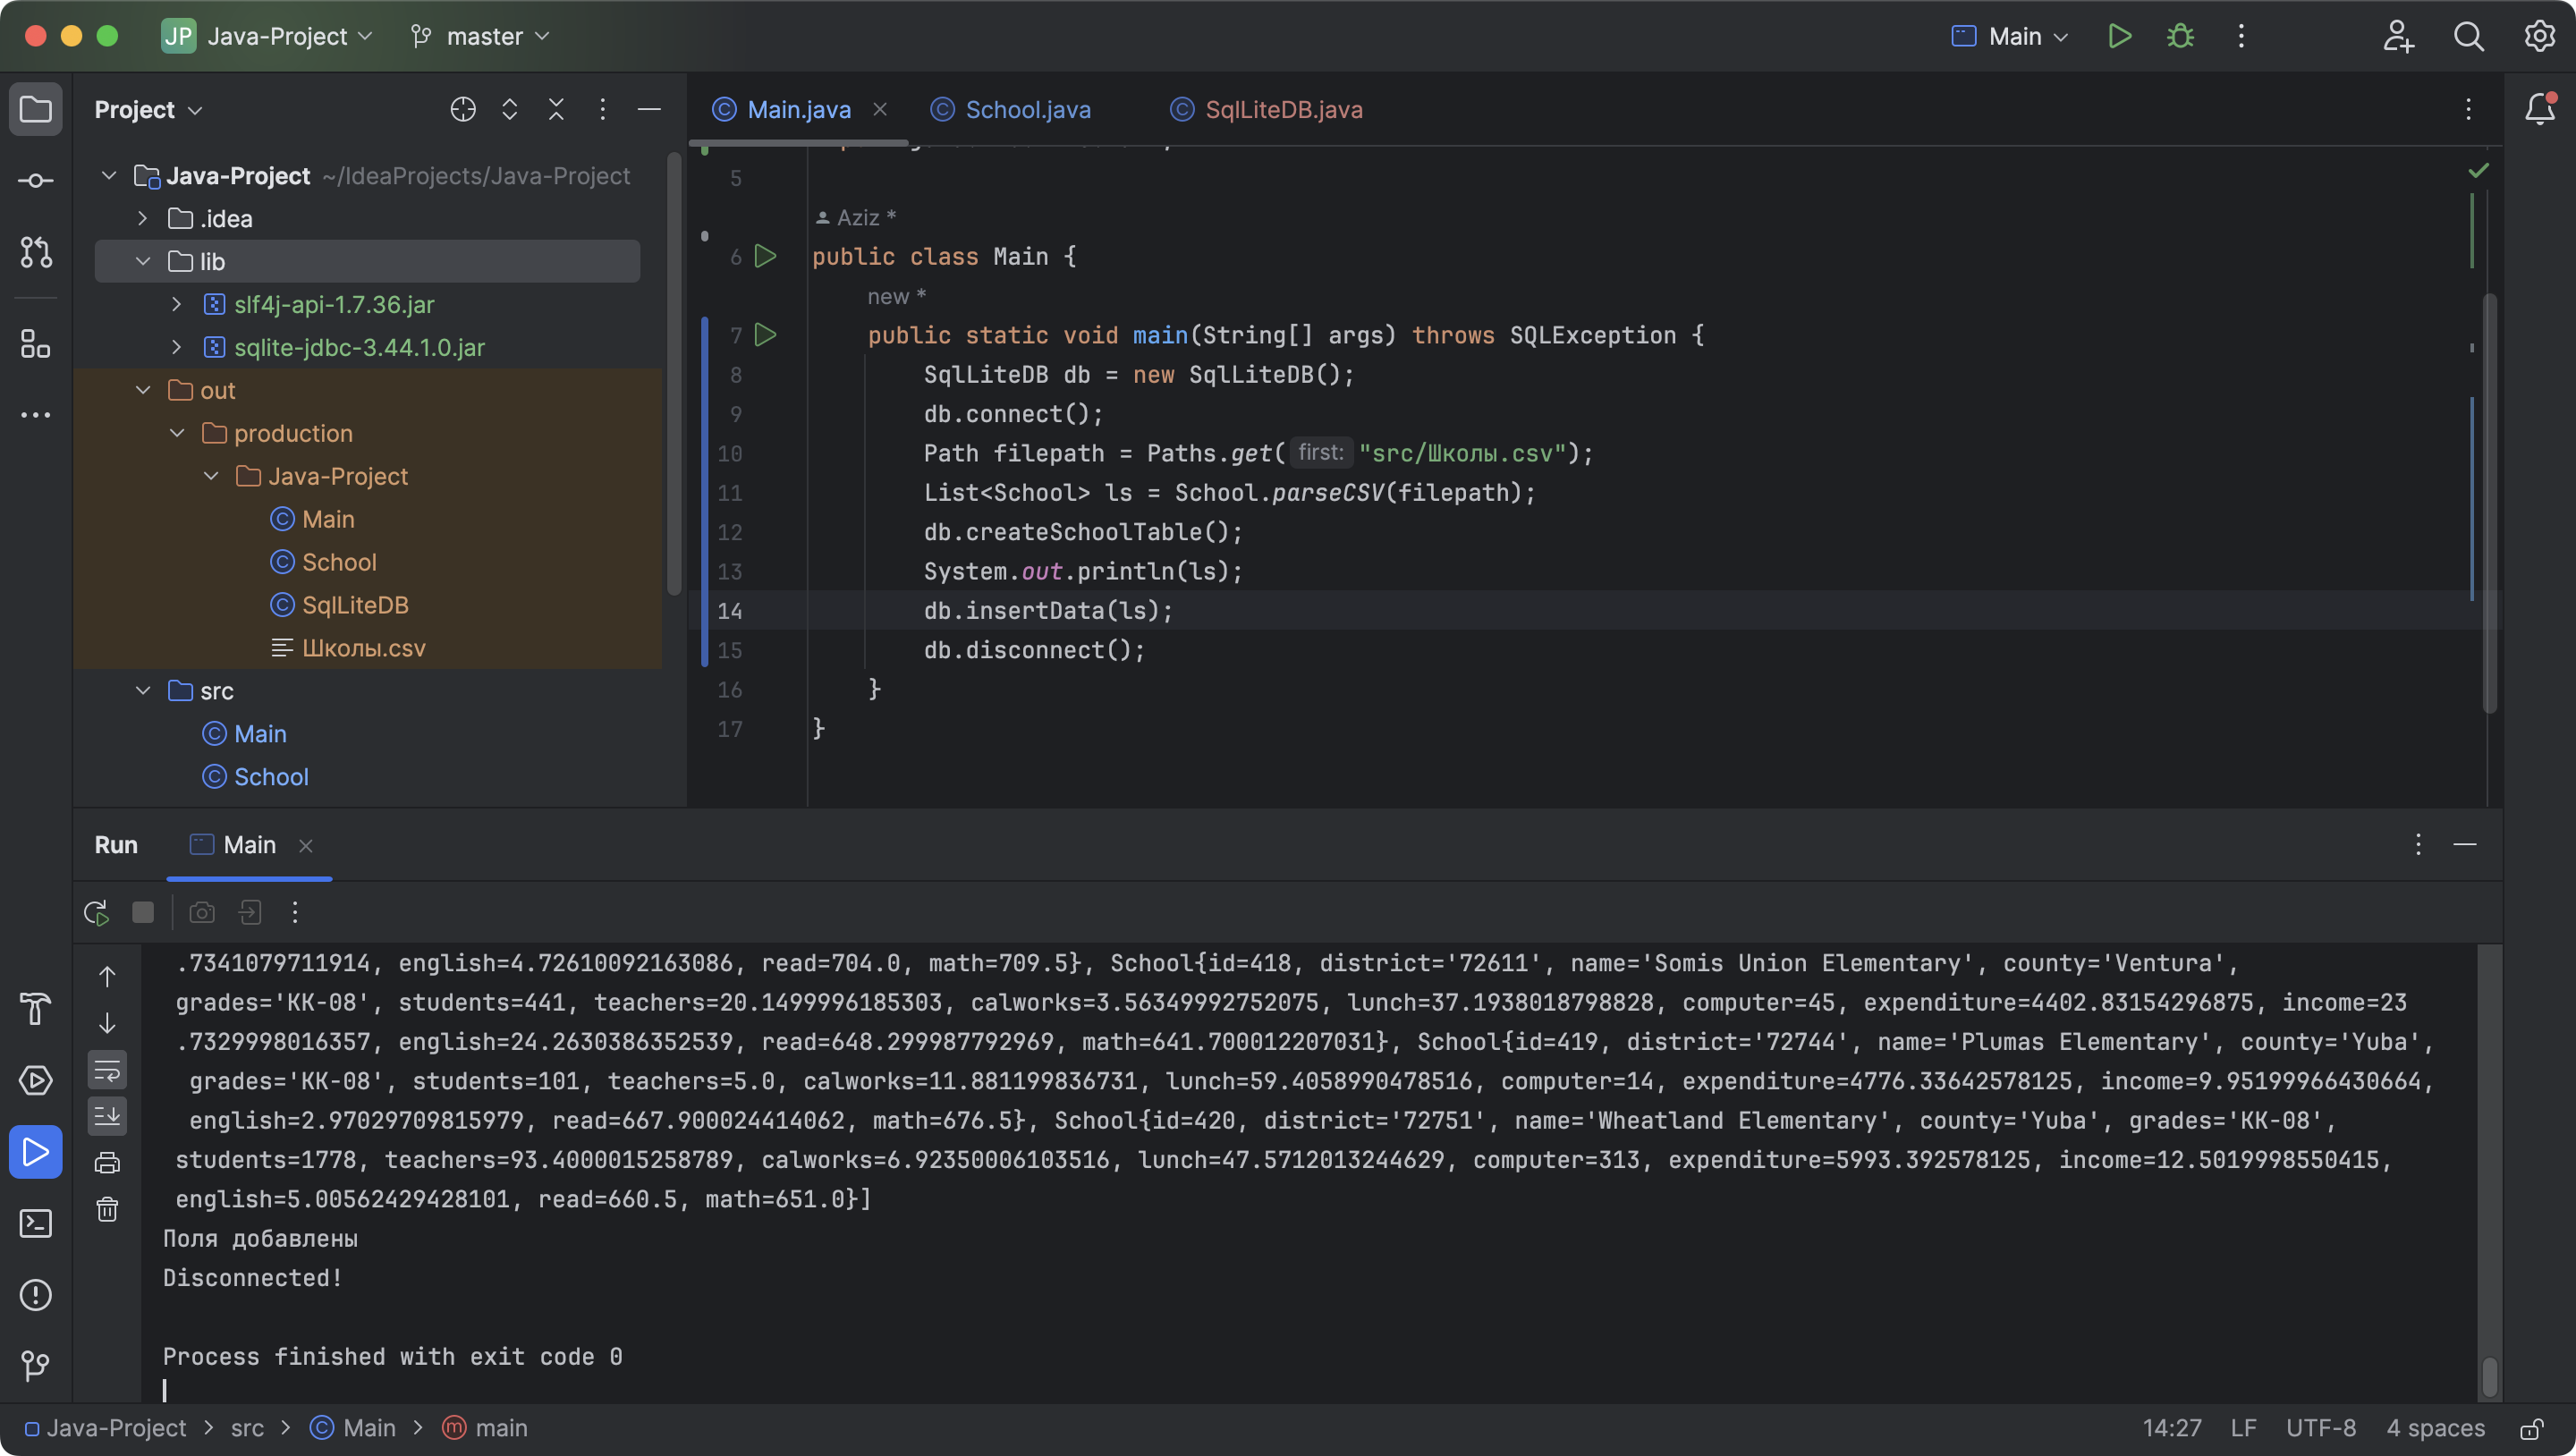 JP Java-Project master Main
Project
Java-Project ~/IdeaProjects/Java-Project
.idea
lib
slf4j-api-1.7.36.jar
sqlite-jdbc-3.44.1.0.jar
out
production
Java-Project
Main
School
SqlLiteDB
Школы.csv
src
Main
School
Main.java School.java SqlLiteDB.java
5
Aziz *
6 public class Main {
new *
7 public static void main(String[] args) throws SQLException {
8 SqlLiteDB db = new SqlLiteDB();
9 db.connect();
10 Path filepath = Paths.get( first: "src/Школы.csv");
11 List<School> ls = School.parseCSV(filepath);
12 db.createSchoolTable();
13 System.out.println(ls);
14 db.insertData(ls);
15 db.disconnect();
16 }
17 }
Run Main
.7341079711914, english=4.72610092163086, read=704.0, math=709.5}, School{id=418, district='72611', name='Somis Union Elementary', county='Ventura',
grades='KK-08', students=441, teachers=20.1499996185303, calworks=3.56349992752075, lunch=37.1938018798828, computer=45, expenditure=4402.83154296875, income=23
.7329998016357, english=24.2630386352539, read=648.299987792969, math=641.700012207031}, School{id=419, district='72744', name='Plumas Elementary', county='Yuba',
grades='KK-08', students=101, teachers=5.0, calworks=11.881199836731, lunch=59.4058990478516, computer=14, expenditure=4776.33642578125, income=9.95199966430664,
english=2.97029709815979, read=667.900024414062, math=676.5}, School{id=420, district='72751', name='Wheatland Elementary', county='Yuba', grades='KK-08',
students=1778, teachers=93.4000015258789, calworks=6.92350006103516, lunch=47.5712013244629, computer=313, expenditure=5993.392578125, income=12.5019998550415,
english=5.00562429428101, read=660.5, math=651.0}]
Поля добавлены
Disconnected!
Process finished with exit code 0
Java-Project > src > Main > main 14:27 LF UTF-8 4 spaces